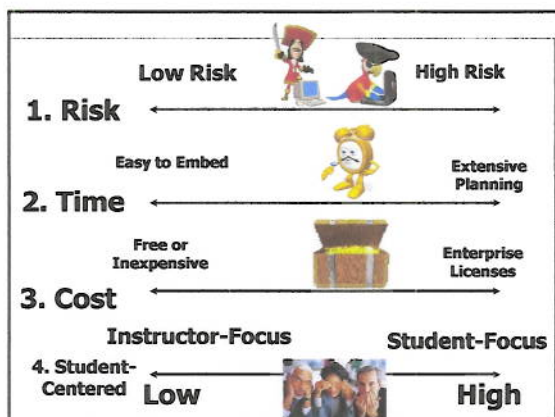 Low Risk
High Risk
1. Risk
Easy to Embed
Extensive
Planning
2. Time
Free or
Inexpensive
Enterprise
Licenses
3. Cost
Instructor-Focus
Student-Focus
4. Student-
Centered
Low
High